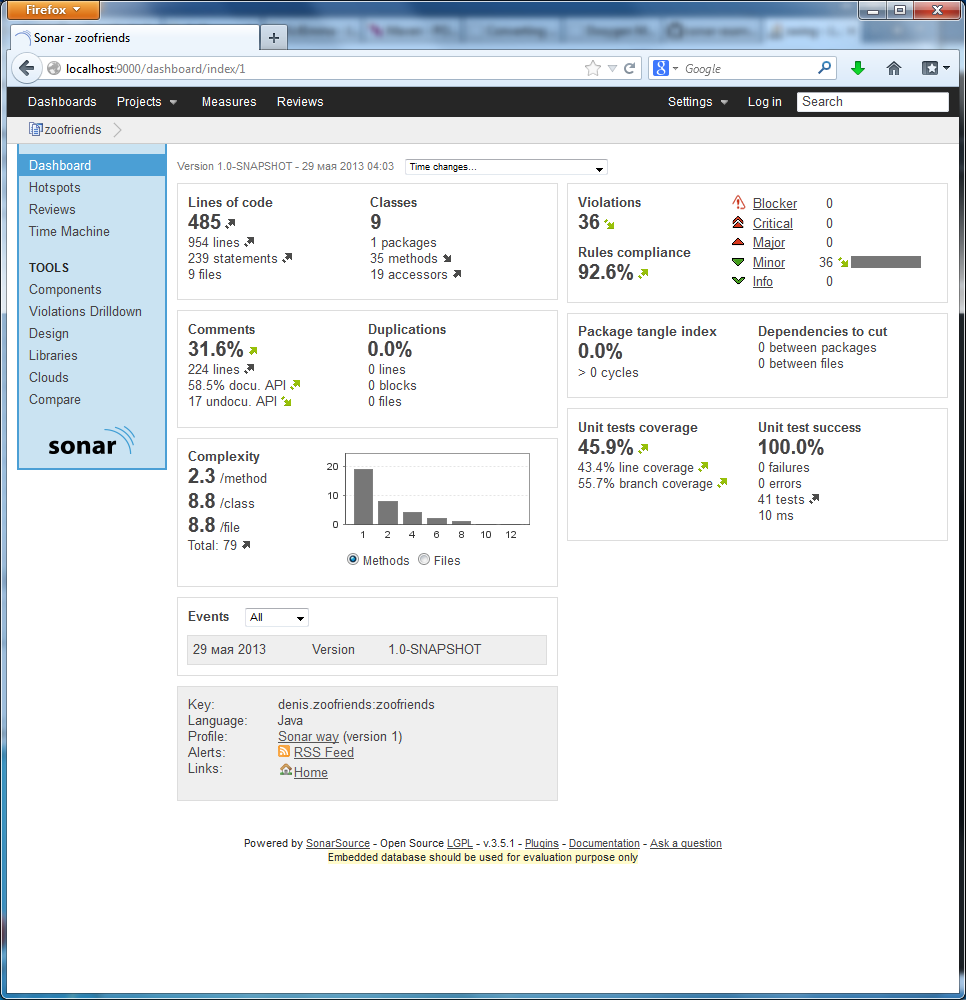 Firefox
Sonar - zoofriends
localhost:9000/dashboard/index/1
Google
Dashboards Projects Measures Reviews Settings Log in Search
zoofriends
Dashboard
Hotspots
Reviews
Time Machine
TOOLS
Components
Violations Drilldown
Design
Libraries
Clouds
Compare
sonar
Version 1.0-SNAPSHOT - 29 мая 2013 04:03 Time changes...
Lines of code
485
954 lines
239 statements
9 files
Classes
9
1 packages
35 methods
19 accessors
Comments
31.6%
224 lines
58.5% docu. API
17 undocu. API
Duplications
0.0%
0 lines
0 blocks
0 files
Complexity
2.3 /method
8.8 /class
8.8 /file
Total: 79
20
10
0
1 2 4 6 8 10 12
Methods Files
Events All
29 мая 2013 Version 1.0-SNAPSHOT
Key: denis.zoofriends:zoofriends
Language: Java
Profile: Sonar way (version 1)
Alerts: RSS Feed
Links: Home
Violations
36
Rules compliance
92.6%
Blocker 0
Critical 0
Major 0
Minor 36
Info 0
Package tangle index
0.0%
> 0 cycles
Dependencies to cut
0 between packages
0 between files
Unit tests coverage
45.9%
43.4% line coverage
55.7% branch coverage
Unit test success
100.0%
0 failures
0 errors
41 tests
10 ms
Powered by SonarSource - Open Source LGPL - v.3.5.1 - Plugins - Documentation - Ask a question
Embedded database should be used for evaluation purpose only